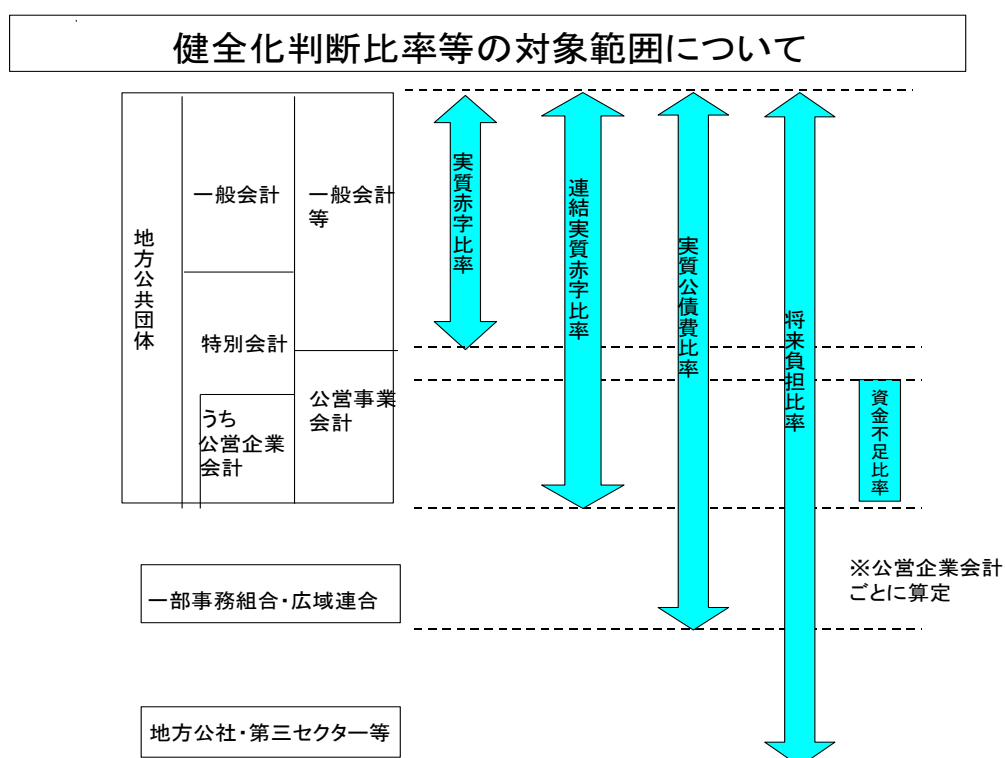 健全化判断比率等の対象範囲について
地方公共団体
一般会計
特別会計
うち
公営企業
会計
一般会計
等
公営事業
会計
実質赤字比率
連結実質赤字比率
実質公債費比率
将来負担比率
資金不足比率
※公営企業会計
ごとに算定
一部事務組合・広域連合
地方公社・第三セクター等